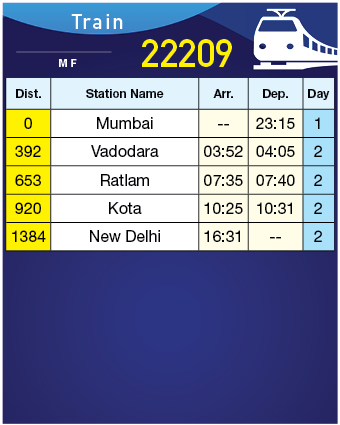 Train
MF
22209
Dist. Station Name Arr. Dep. Day
0 Mumbai -- 23:15 1
392 Vadodara 03:52 04:05 2
653 Ratlam 07:35 07:40 2
920 Kota 10:25 10:31 2
1384 New Delhi 16:31 -- 2